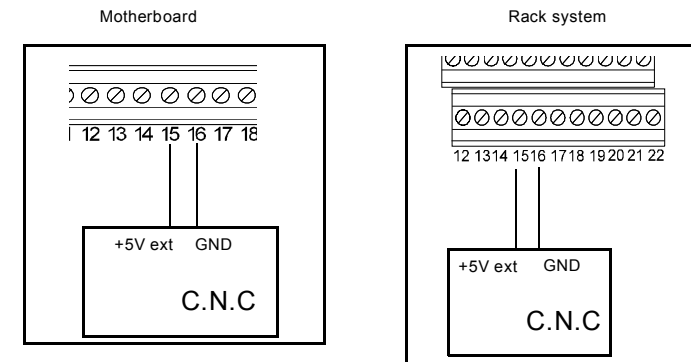 Motherboard
12 13 14 15 16 17 18
+5V ext GND
C.N.C
Rack system
12 13 14 15 16 17 18 19 20 21 22
+5V ext GND
C.N.C